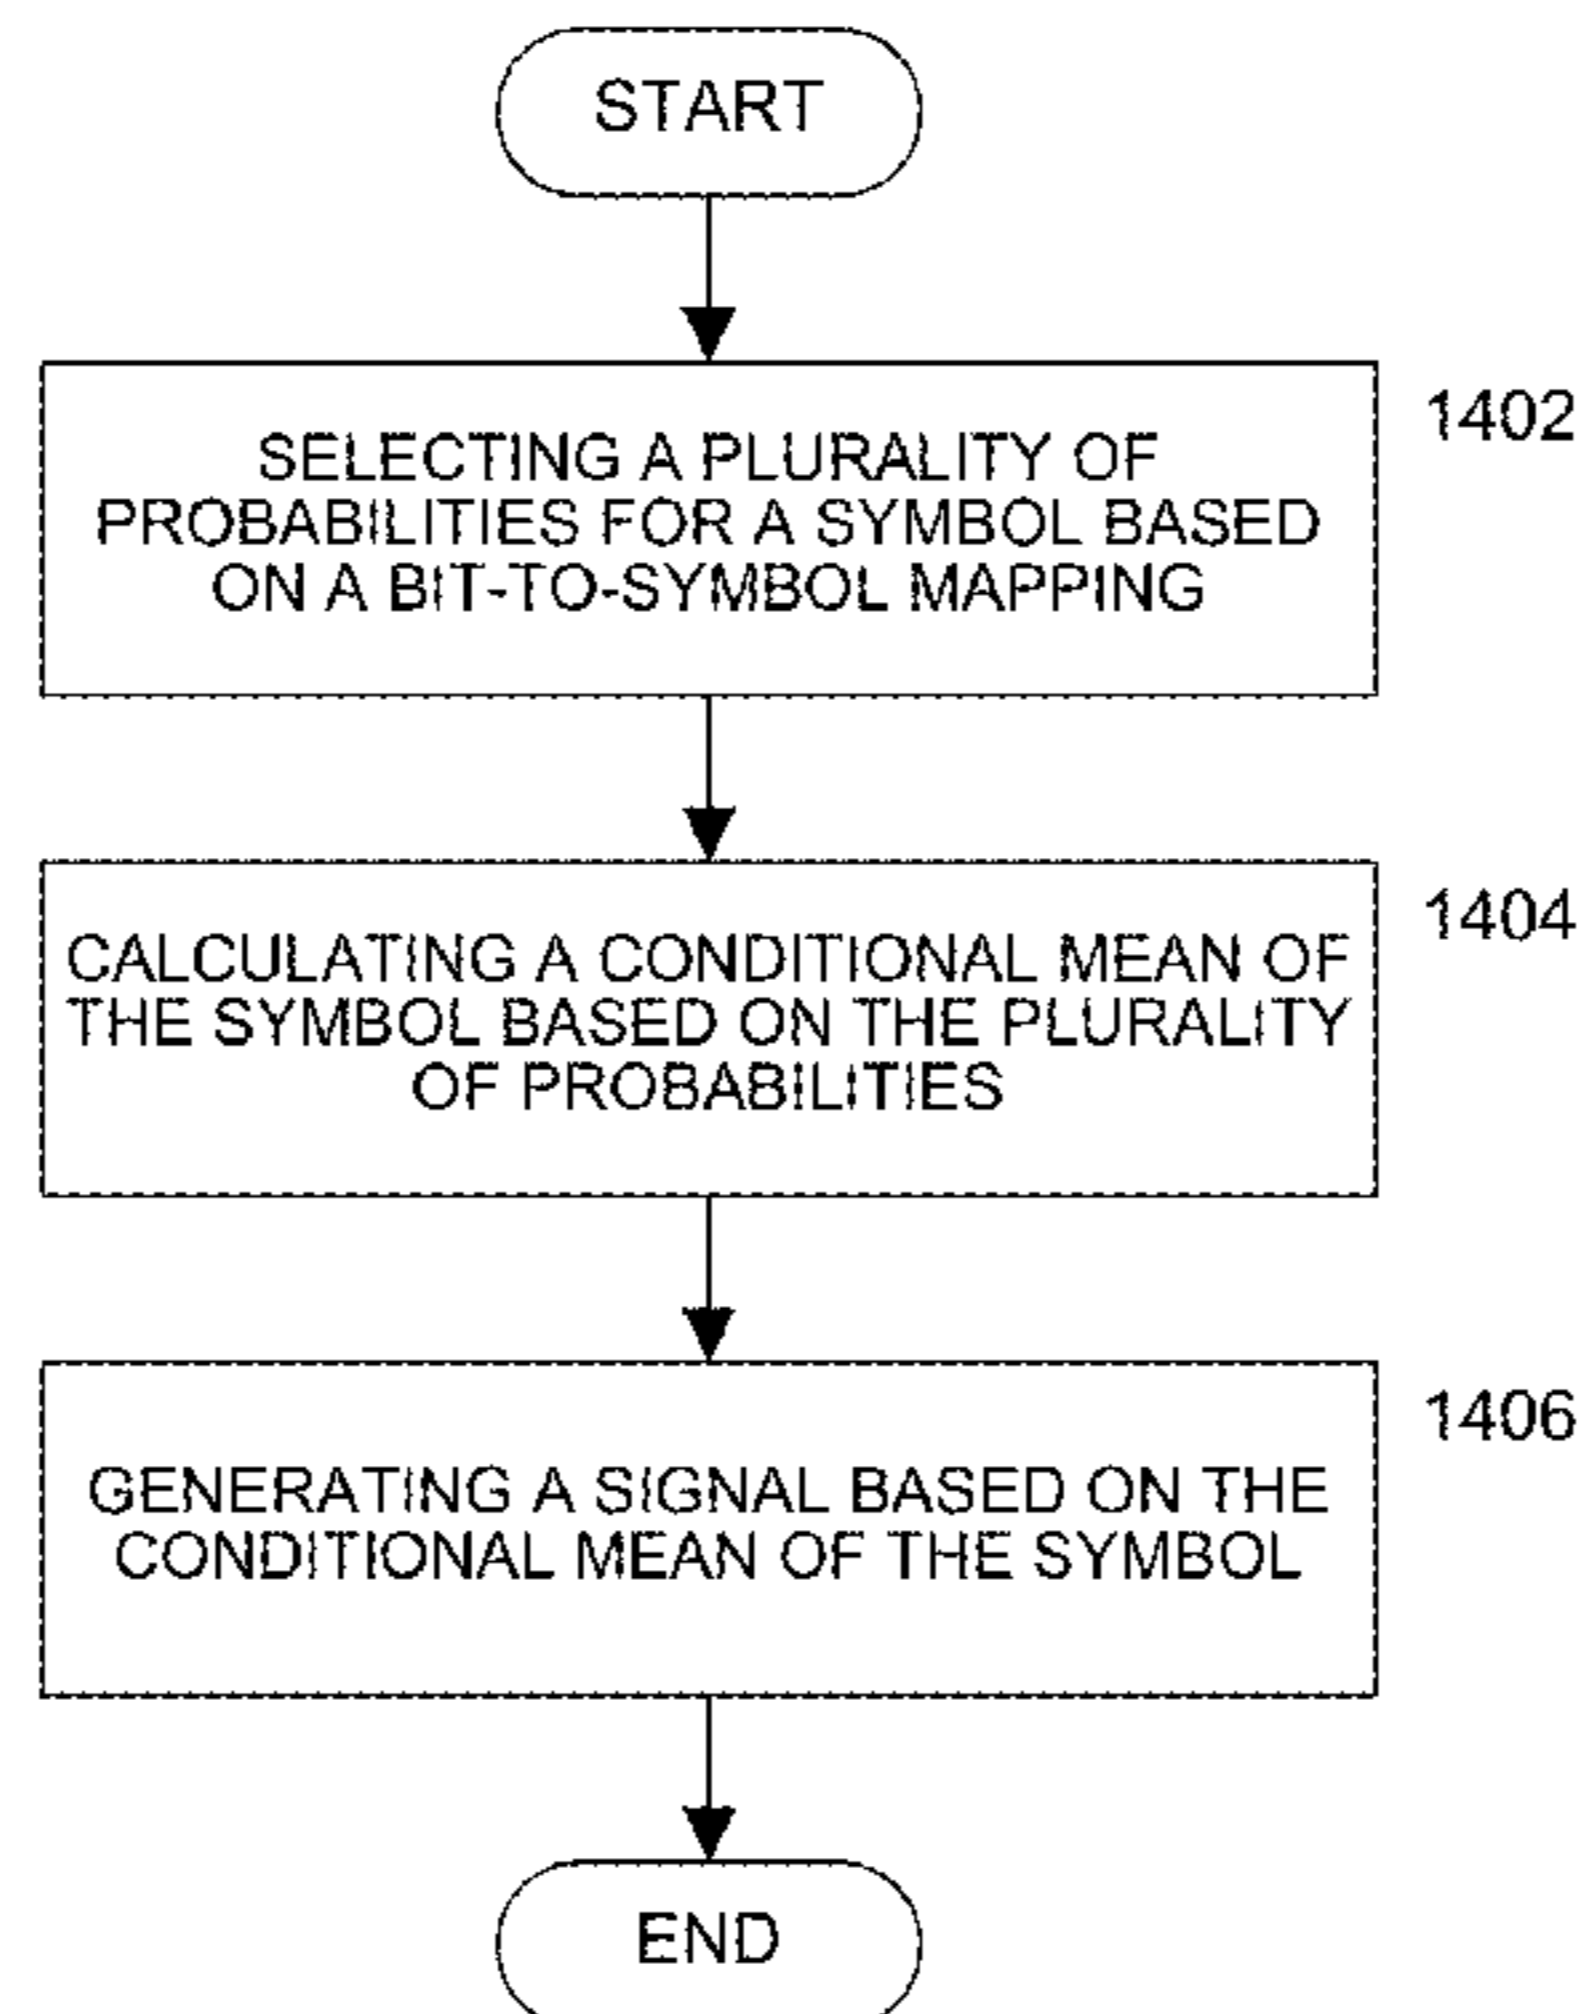 START
1402
SELECTING A PLURALITY OF
PROBABILITIES FOR A SYMBOL BASED
ON A BIT-TO-SYMBOL MAPPING
1404
CALCULATING A CONDITIONAL MEAN OF
THE SYMBOL BASED ON THE PLURALITY
OF PROBABILITIES
1406
GENERATING A SIGNAL BASED ON THE
CONDITIONAL MEAN OF THE SYMBOL
END